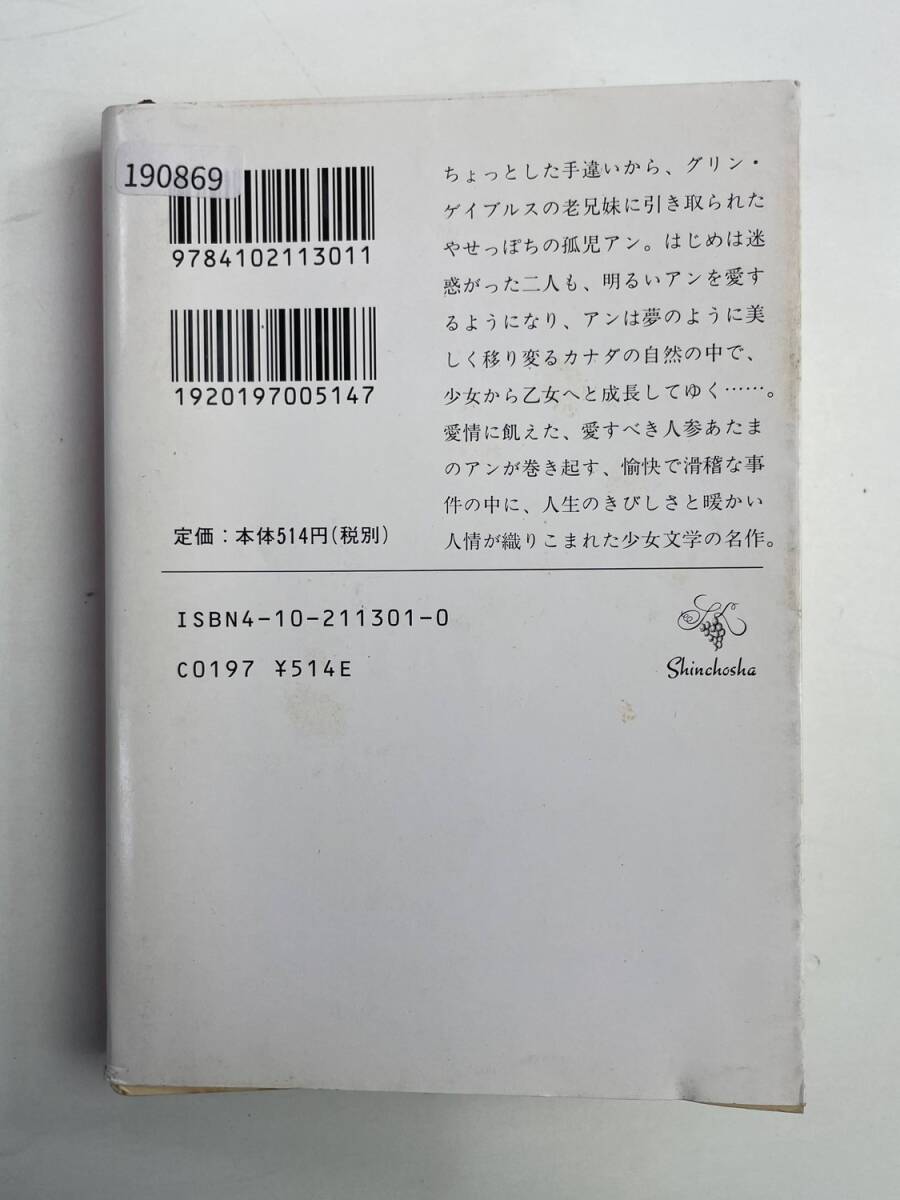 190869
9784102113011
1920197005147
定価：本体514円（税別）
ちょっとした手違いから、グリン・
ゲイブルスの老兄妹に引き取られた
やせっぽちの孤児アン。はじめは迷
惑がった二人も、明るいアンを愛す
るようになり、アンは夢のように美
しく移り変るカナダの自然の中で、
少女から乙女へと成長してゆく……。
愛情に飢えた、愛すべき人参あたま
のアンが巻き起す、愉快で滑稽な事
件の中に、人生のきびしさと暖かい
人情が織りこまれた少女文学の名作。
ISBN4-10-211301-0
C0197 ¥514E
SK
Shinchosha